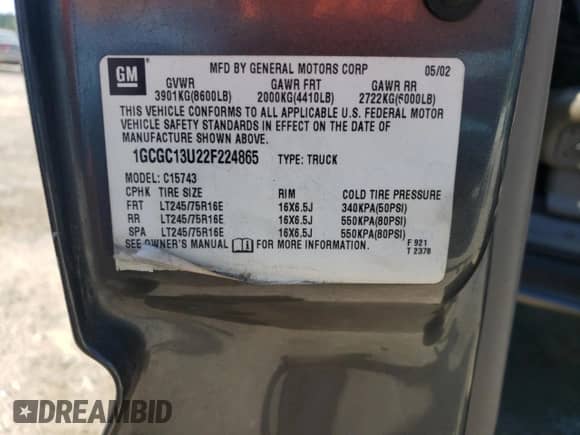 GM
MFD BY GENERAL MOTORS CORP 05/02
GVWR GAWR FRT GAWR RR
3901KG(8600LB) 2000KG(4410LB) 2722KG(6000LB)
THIS VEHICLE CONFORMS TO ALL APPLICABLE U.S. FEDERAL MOTOR
VEHICLE SAFETY STANDARDS IN EFFECT ON THE DATE OF
MANUFACTURE SHOWN ABOVE.
1GCGC13U22F224865 TYPE: TRUCK
MODEL: C15743
CPHK TIRE SIZE RIM COLD TIRE PRESSURE
FRT LT245/75R16E 16X6.5J 340KPA(50PSI)
RR LT245/75R16E 16X6.5J 550KPA(80PSI)
SPA LT245/75R16E 16X6.5J 550KPA(80PSI)
SEE OWNER'S MANUAL FOR MORE INFORMATION
F 921
T 2378
DREAMBID